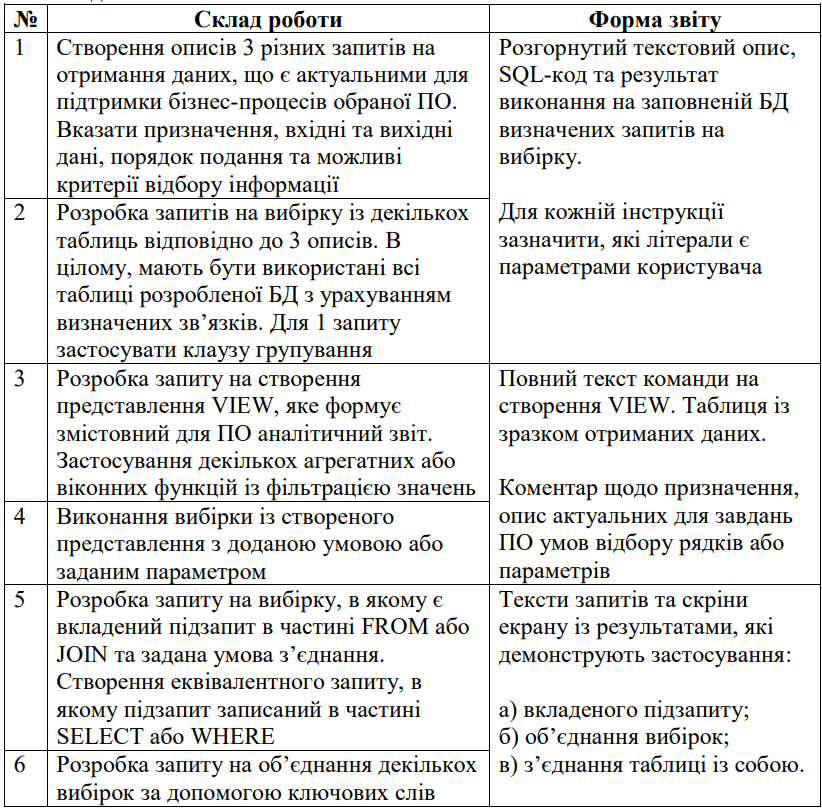 № Склад роботи Форма звіту
1 Створення описів 3 різних запитів на
отримання даних, що є актуальними для
підтримки бізнес-процесів обраної ПО.
Вказати призначення, вхідні та вихідні
дані, порядок подання та можливі
критерії відбору інформації
Розгорнутий текстовий опис,
SQL-код та результат
виконання на заповненій БД
визначених запитів на
вибірку.
Для кожній інструкції
зазначити, які літерали є
параметрами користувача
2 Розробка запитів на вибірку із декількох
таблиць відповідно до 3 описів. В
цілому, мають бути використані всі
таблиці розробленої БД з урахуванням
визначених зв’язків. Для 1 запиту
застосувати клаузу групування
3 Розробка запиту на створення
представлення VIEW, яке формує
змістовний для ПО аналітичний звіт.
Застосування декількох агрегатних або
віконних функцій із фільтрацією значень
Повний текст команди на
створення VIEW. Таблиця із
зразком отриманих даних.
Коментар щодо призначення,
опис актуальних для завдань
ПО умов відбору рядків або
параметрів
4 Виконання вибірки із створеного
представлення з доданою умовою або
заданим параметром
5 Розробка запиту на вибірку, в якому є
вкладений підзапит в частині FROM або
JOIN та задана умова з’єднання.
Створення еквівалентного запиту, в
якому підзапит записаний в частині
SELECT або WHERE
Тексти запитів та скріни
екрану із результатами, які
демонструють застосування:
а) вкладеного підзапиту;
б) об’єднання вибірок;
в) з’єднання таблиці із собою.
6 Розробка запиту на об’єднання декількох
вибірок за допомогою ключових слів